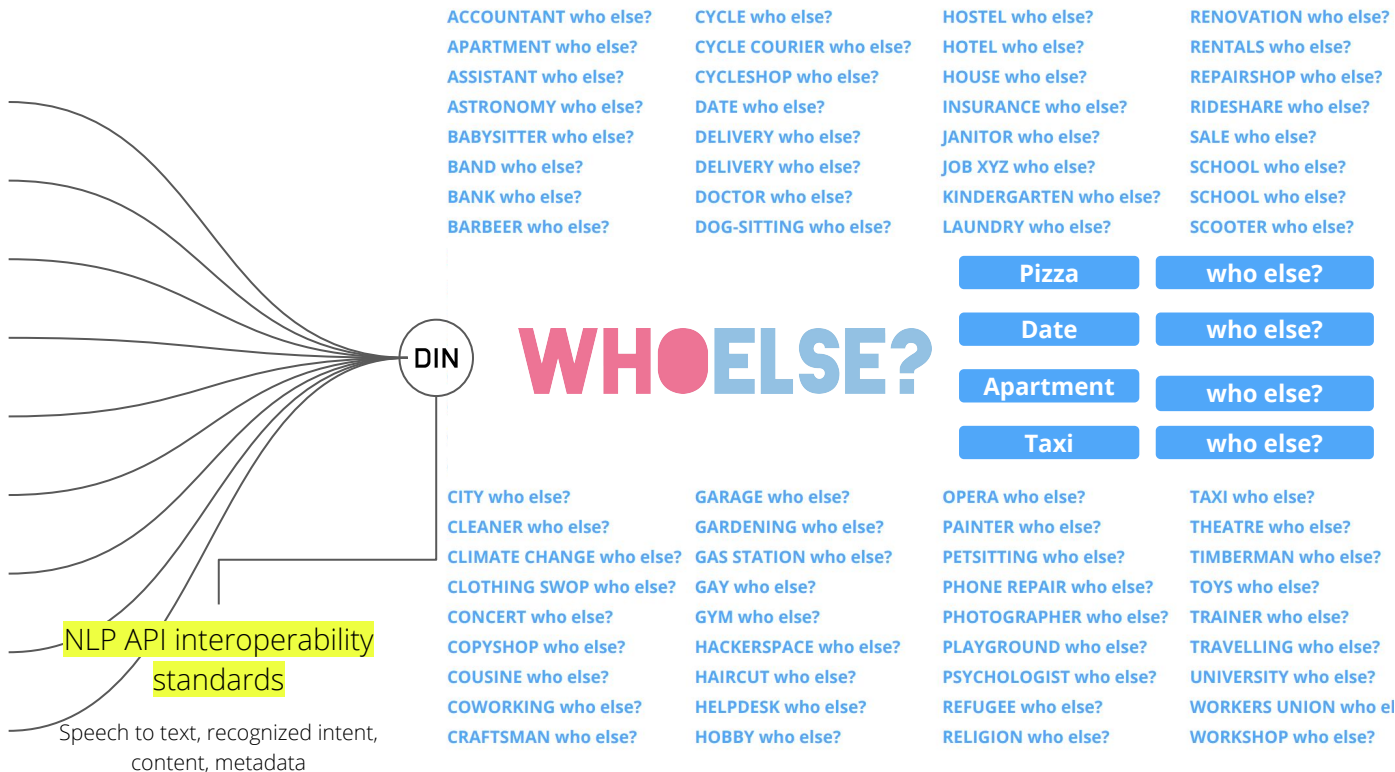 ACCOUNTANT who else?
APARTMENT who else?
ASSISTANT who else?
ASTRONOMY who else?
BABYSITTER who else?
BAND who else?
BANK who else?
BARBEER who else?
CYCLE who else?
CYCLE COURIER who else?
CYCLESHOP who else?
DATE who else?
DELIVERY who else?
DELIVERY who else?
DOCTOR who else?
DOG-SITTING who else?
HOSTEL who else?
HOTEL who else?
HOUSE who else?
INSURANCE who else?
JANITOR who else?
JOB XYZ who else?
KINDERGARTEN who else?
LAUNDRY who else?
RENOVATION who else?
RENTALS who else?
REPAIRSHOP who else?
RIDESHARE who else?
SALE who else?
SCHOOL who else?
SCHOOL who else?
SCOOTER who else?
DIN
WHOELSE?
Pizza who else?
Date who else?
Apartment who else?
Taxi who else?
NLP API interoperability
standards
Speech to text, recognized intent,
content, metadata
CITY who else?
CLEANER who else?
CLIMATE CHANGE who else?
CLOTHING SWOP who else?
CONCERT who else?
COPYSHOP who else?
COUSINE who else?
COWORKING who else?
CRAFTSMAN who else?
GARAGE who else?
GARDENING who else?
GAS STATION who else?
GAY who else?
GYM who else?
HACKERSPACE who else?
HAIRCUT who else?
HELPDESK who else?
HOBBY who else?
OPERA who else?
PAINTER who else?
PETSITTING who else?
PHONE REPAIR who else?
PHOTOGRAPHER who else?
PLAYGROUND who else?
PSYCHOLOGIST who else?
REFUGEE who else?
RELIGION who else?
TAXI who else?
THEATRE who else?
TIMBERMAN who else?
TOYS who else?
TRAINER who else?
TRAVELLING who else?
UNIVERSITY who else?
WORKERS UNION who el
WORKSHOP who else?